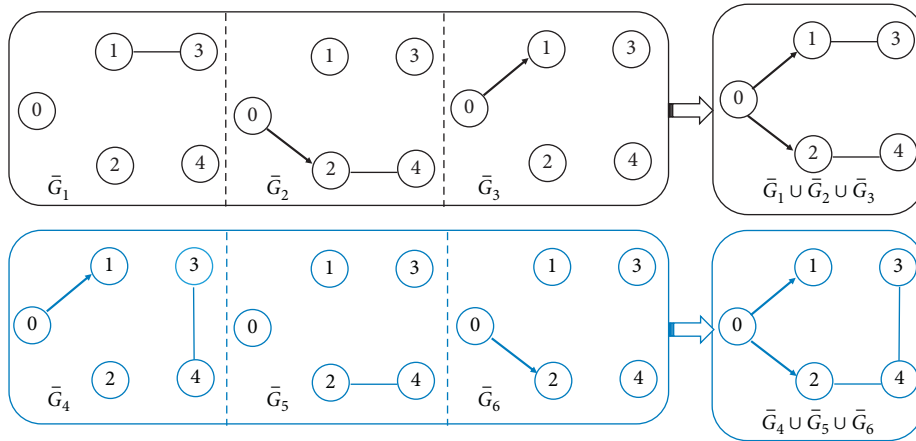 1 3 1 3 1 3 1 3
0 0 0 0
2 4 2 4 2 4 2 4
Ḡ₁ Ḡ₂ Ḡ₃ Ḡ₁ ∪ Ḡ₂ ∪ Ḡ₃
1 3 1 3 1 3 1 3
0 0 0 0
2 4 2 4 2 4 2 4
Ḡ₄ Ḡ₅ Ḡ₆ Ḡ₄ ∪ Ḡ₅ ∪ Ḡ₆